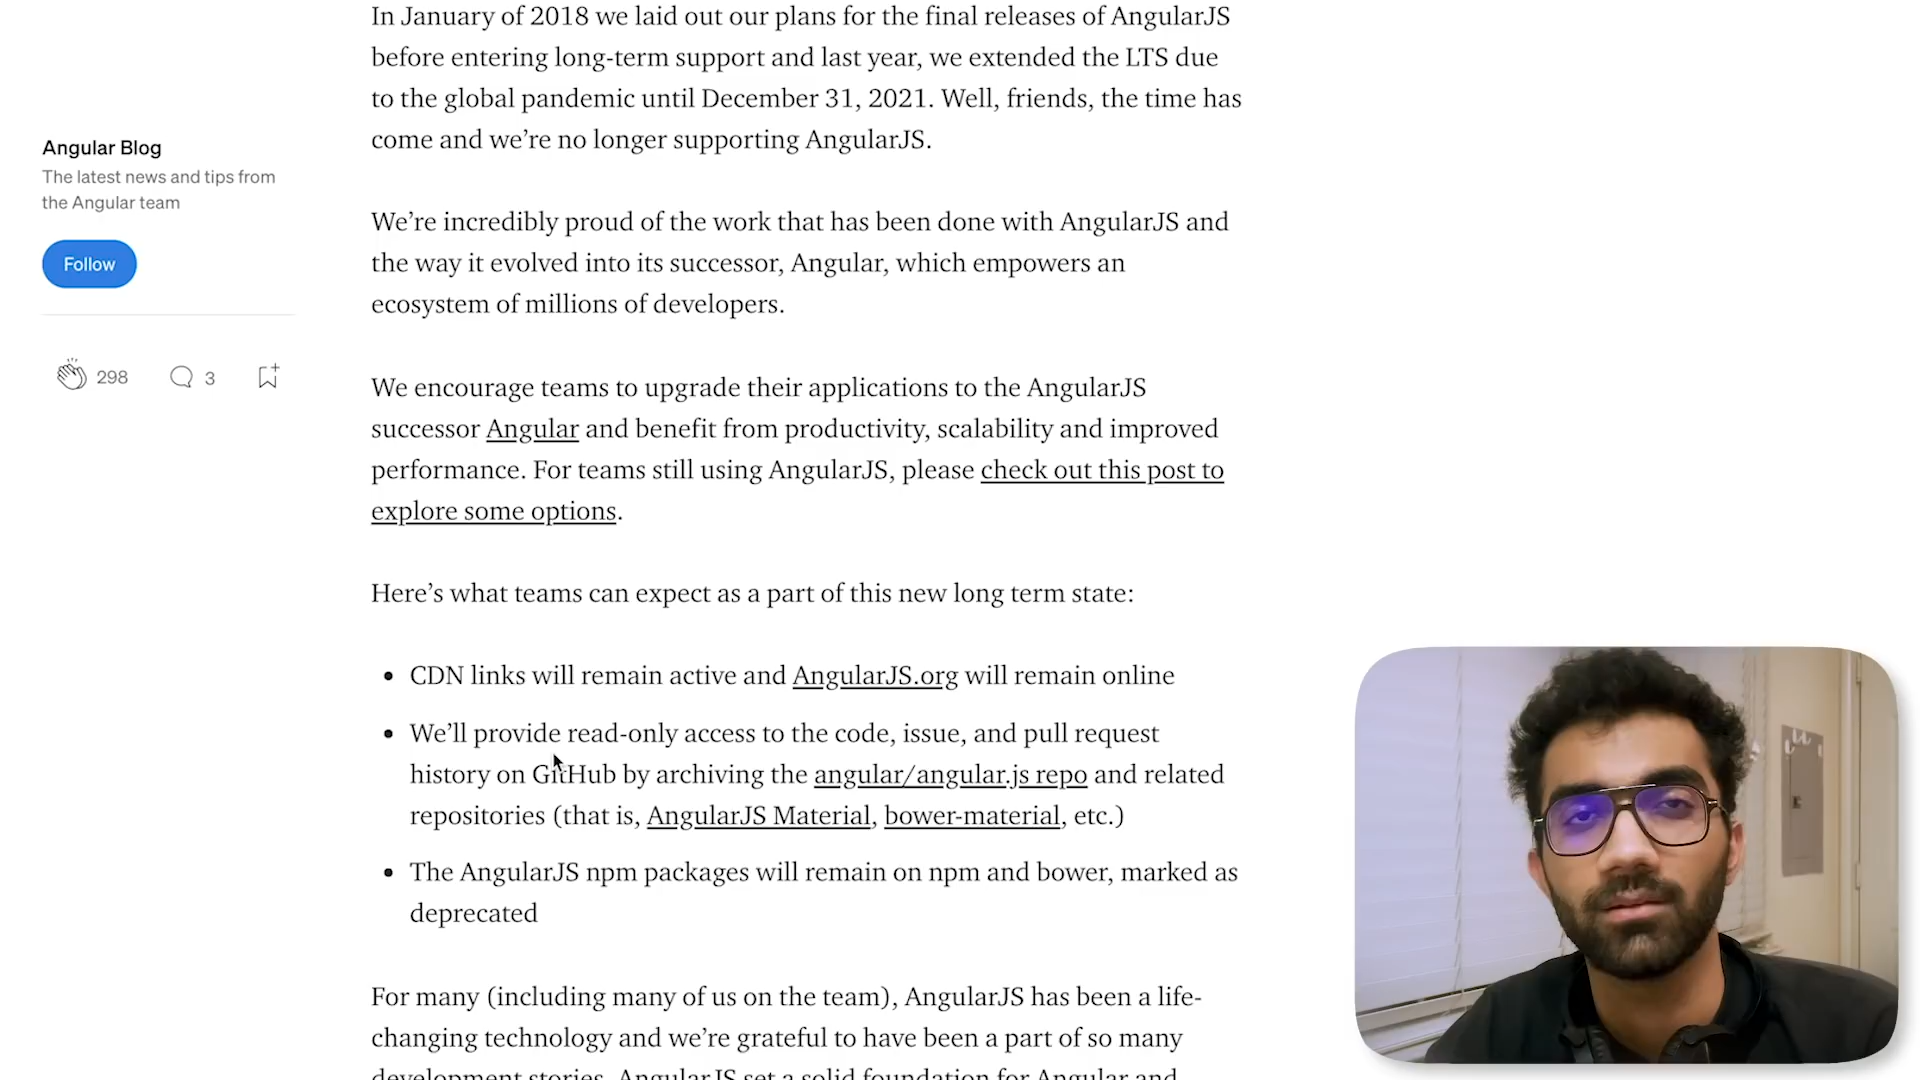 In January of 2018 we laid out our plans for the final releases of AngularJS
before entering long-term support and last year, we extended the LTS due
to the global pandemic until December 31, 2021. Well, friends, the time has
come and we’re no longer supporting AngularJS.
Angular Blog
The latest news and tips from
the Angular team
Follow
298
3
We’re incredibly proud of the work that has been done with AngularJS and
the way it evolved into its successor, Angular, which empowers an
ecosystem of millions of developers.
We encourage teams to upgrade their applications to the AngularJS
successor Angular and benefit from productivity, scalability and improved
performance. For teams still using AngularJS, please check out this post to
explore some options.
Here’s what teams can expect as a part of this new long term state:
• CDN links will remain active and AngularJS.org will remain online
• We’ll provide read-only access to the code, issue, and pull request
history on GitHub by archiving the angular/angular.js repo and related
repositories (that is, AngularJS Material, bower-material, etc.)
• The AngularJS npm packages will remain on npm and bower, marked as
deprecated
For many (including many of us on the team), AngularJS has been a life-
changing technology and we’re grateful to have been a part of so many
development stories. AngularJS set a solid foundation for Angular and